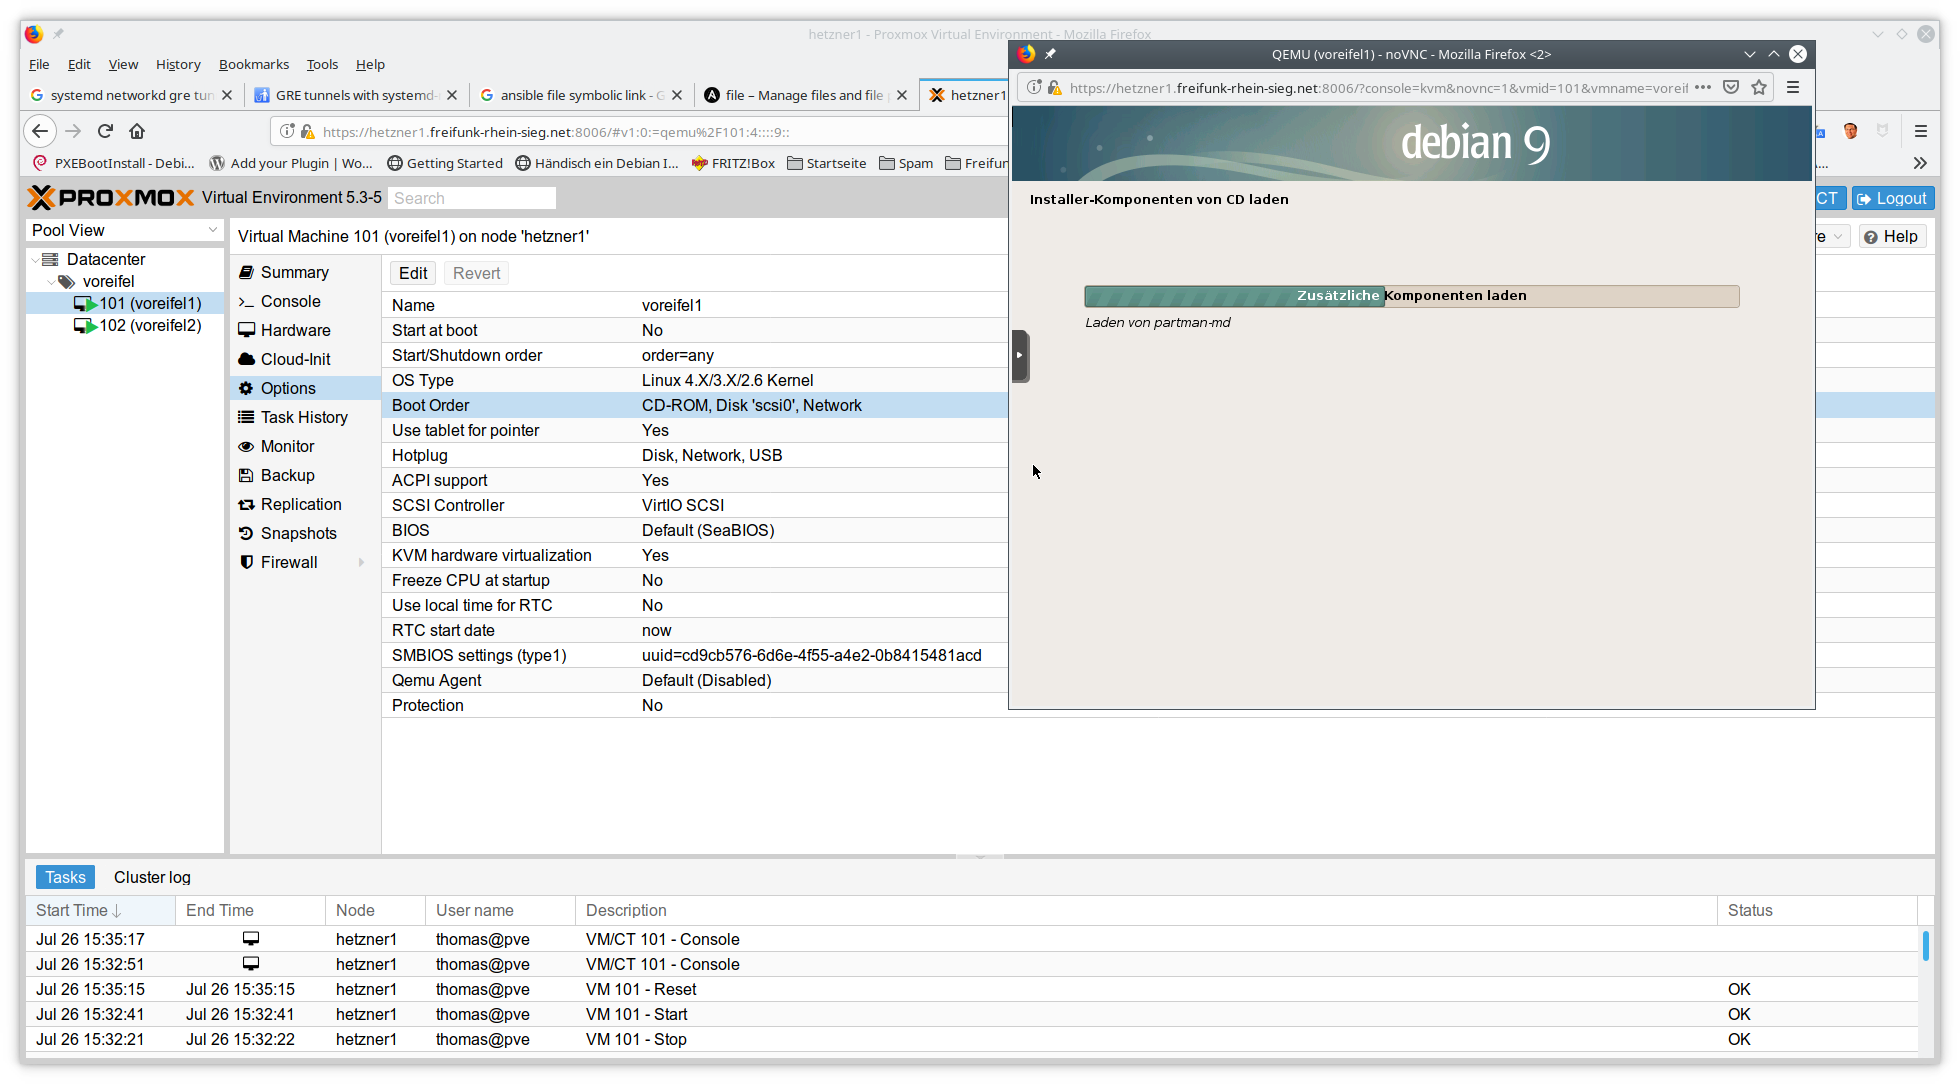 hetzner1 - Proxmox Virtual Environment - Mozilla Firefox
File Edit View History Bookmarks Tools Help
systemd networkd gre tun
GRE tunnels with systemd-
ansible file symbolic link - G
file – Manage files and file
hetzner1
https://hetzner1.freifunk-rhein-sieg.net:8006/#v1:0:=qemu%2F101:4::::9::
PXEBootInstall - Debi...
Add your Plugin | Wo...
Getting Started
Händisch ein Debian I...
FRITZ!Box
Startseite
Spam
Freifun
PROXMOX Virtual Environment 5.3-5 Search
CT Logout
Pool View
Datacenter
voreifel
101 (voreifel1)
102 (voreifel2)
Virtual Machine 101 (voreifel1) on node 'hetzner1'
re Help
Summary
Console
Hardware
Cloud-Init
Options
Task History
Monitor
Backup
Replication
Snapshots
Firewall
Edit Revert
Name voreifel1
Start at boot No
Start/Shutdown order order=any
OS Type Linux 4.X/3.X/2.6 Kernel
Boot Order CD-ROM, Disk 'scsi0', Network
Use tablet for pointer Yes
Hotplug Disk, Network, USB
ACPI support Yes
SCSI Controller VirtIO SCSI
BIOS Default (SeaBIOS)
KVM hardware virtualization Yes
Freeze CPU at startup No
Use local time for RTC No
RTC start date now
SMBIOS settings (type1) uuid=cd9cb576-6d6e-4f55-a4e2-0b8415481acd
Qemu Agent Default (Disabled)
Protection No
QEMU (voreifel1) - noVNC - Mozilla Firefox <2>
https://hetzner1.freifunk-rhein-sieg.net:8006/?console=kvm&novnc=1&vmid=101&vmname=voreif
debian 9
Installer-Komponenten von CD laden
Zusätzliche Komponenten laden
Laden von partman-md
Tasks Cluster log
Start Time End Time Node User name Description Status
Jul 26 15:35:17 hetzner1 thomas@pve VM/CT 101 - Console
Jul 26 15:32:51 hetzner1 thomas@pve VM/CT 101 - Console
Jul 26 15:35:15 Jul 26 15:35:15 hetzner1 thomas@pve VM 101 - Reset OK
Jul 26 15:32:41 Jul 26 15:32:41 hetzner1 thomas@pve VM 101 - Start OK
Jul 26 15:32:21 Jul 26 15:32:22 hetzner1 thomas@pve VM 101 - Stop OK